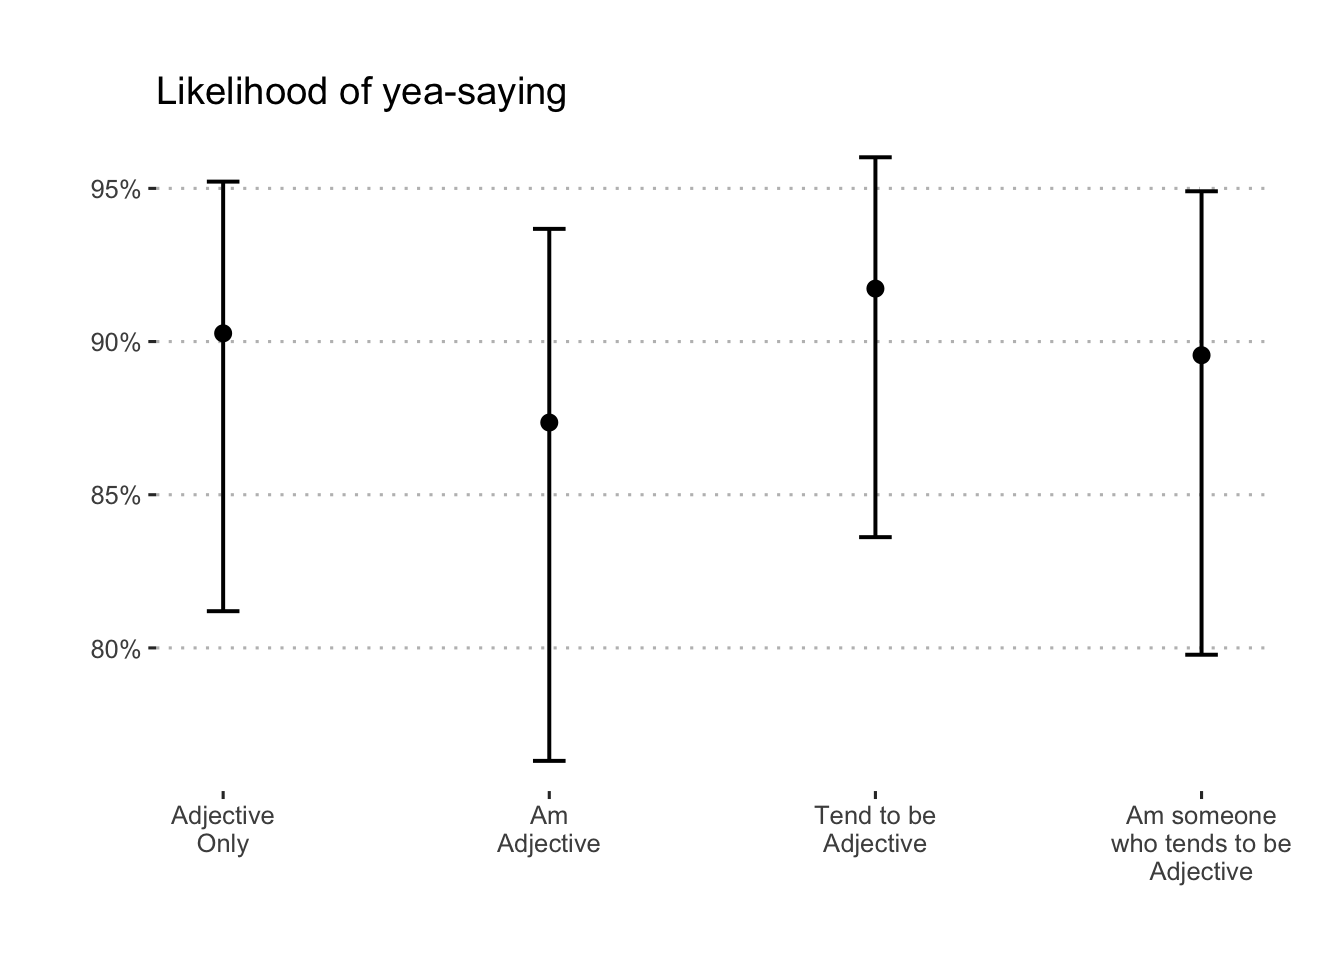 Likelihood of yea-saying
95%
90%
85%
80%
Adjective
Only
Am
Adjective
Tend to be
Adjective
Am someone
who tends to be
Adjective